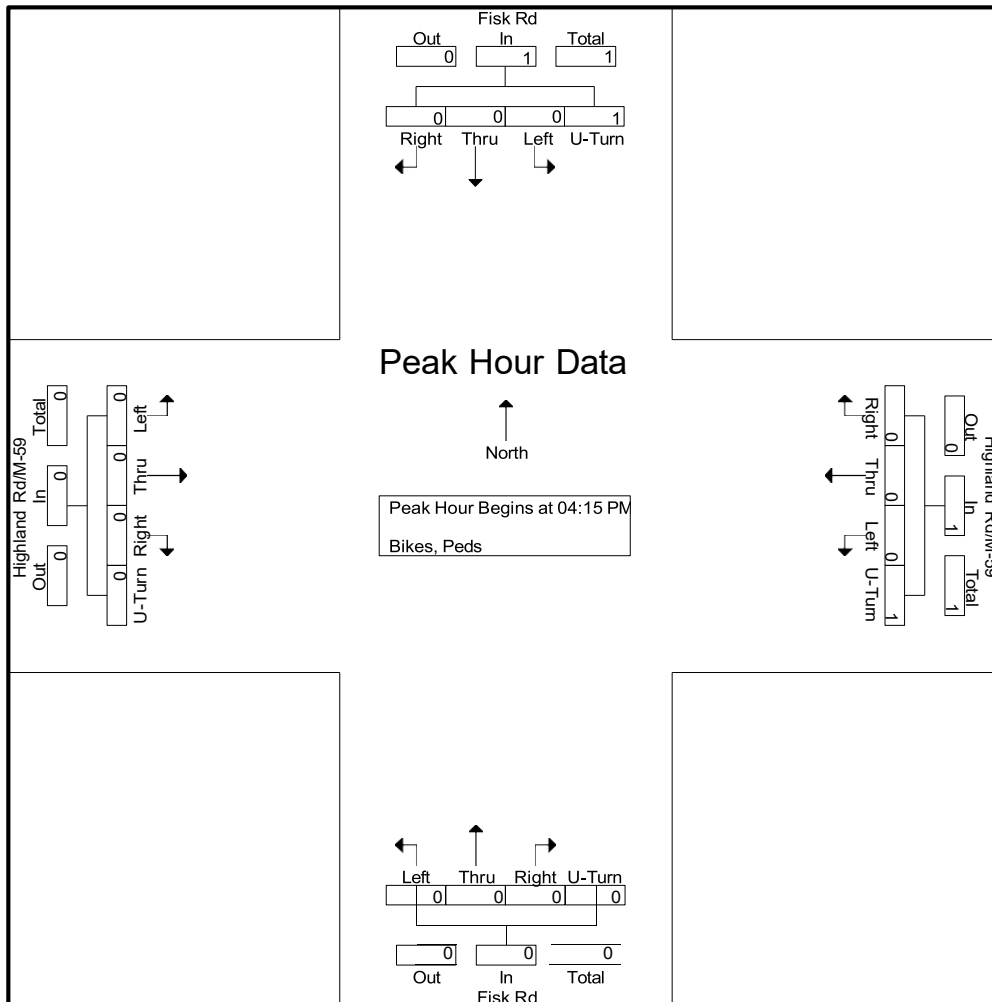 Fisk Rd
Out In Total
0 1 1
0 0 0 1
Right Thru Left U-Turn
Peak Hour Data
North
Peak Hour Begins at 04:15 PM
Bikes, Peds
Highland Rd/M-59
Out In Total
0 0 0
0 0 0 0
U-Turn Right Thru Left
Highland Rd/M-59
Out In Total
0 1 1
0 0 0 1
Right Thru Left U-Turn
Left Thru Right U-Turn
0 0 0 0
0 0 0
Out In Total
Fisk Rd